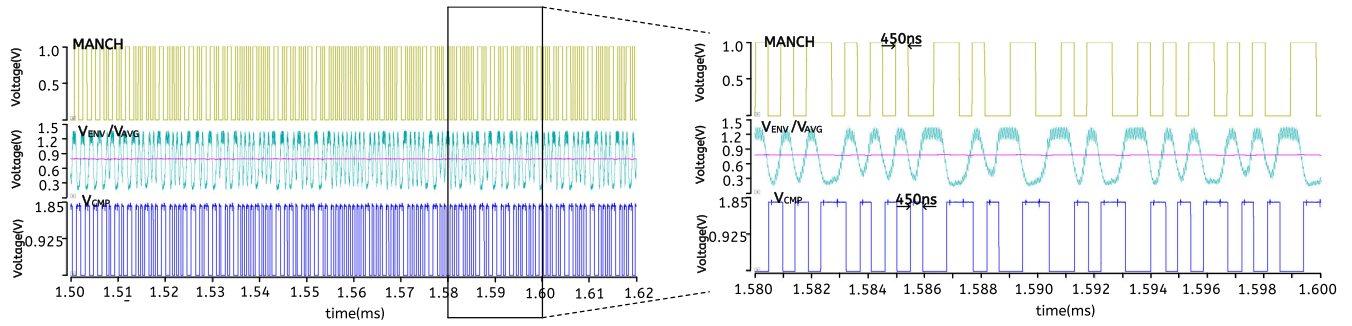 MANCH
Voltage(V)
1.0
0.5
VENV /VAVG
Voltage(V)
1.5
1.2
0.9
0.6
0.3
VCMP
Voltage(V)
1.85
0.925
1.50 1.51 1.52 1.53 1.54 1.55 1.56 1.57 1.58 1.59 1.60 1.61 1.62
time(ms)
MANCH
450ns
Voltage(V)
1.0
0.5
VENV /VAVG
Voltage(V)
1.5
1.2
0.9
0.6
0.3
VCMP
450ns
Voltage(V)
1.85
0.925
1.580 1.582 1.584 1.586 1.588 1.590 1.592 1.594 1.596 1.598 1.600
time(ms)